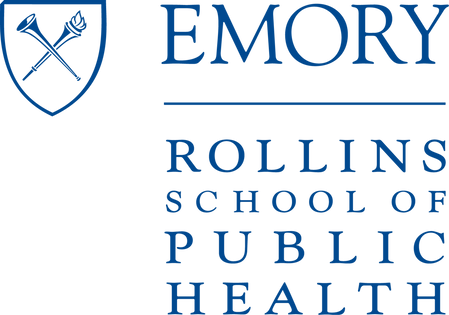 EMORY
ROLLINS
SCHOOL OF
PUBLIC
HEALTH